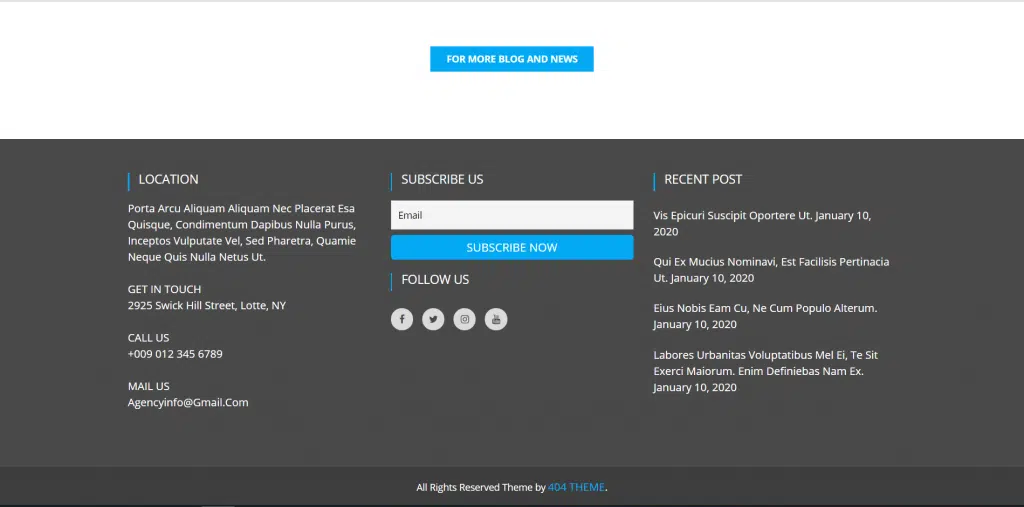 FOR MORE BLOG AND NEWS
LOCATION
Porta Arcu Aliquam Aliquam Nec Placerat Esa
Quisque, Condimentum Dapibus Nulla Purus,
Inceptos Vulputate Vel, Sed Pharetra, Quamie
Neque Quis Nulla Netus Ut.
GET IN TOUCH
2925 Swick Hill Street, Lotte, NY
CALL US
+009 012 345 6789
MAIL US
Agencyinfo@Gmail.Com
SUBSCRIBE US
Email
SUBSCRIBE NOW
FOLLOW US
RECENT POST
Vis Epicuri Suscipit Oportere Ut. January 10,
2020
Qui Ex Mucius Nominavi, Est Facilisis Pertinacia
Ut. January 10, 2020
Eius Nobis Eam Cu, Ne Cum Populo Alterum.
January 10, 2020
Labores Urbanitas Voluptatibus Mel Ei, Te Sit
Exerci Maiorum. Enim Definiebas Nam Ex.
January 10, 2020
All Rights Reserved Theme by 404 THEME.